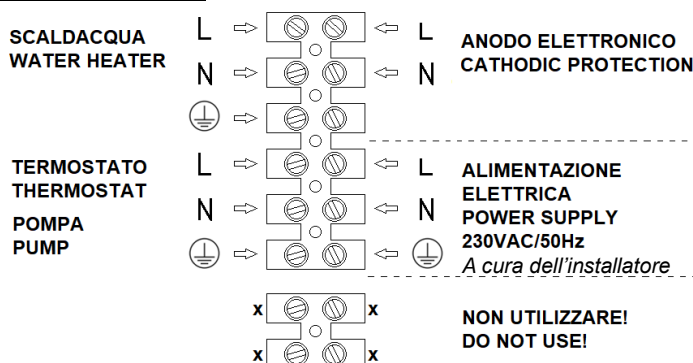 SCALDACQUA
WATER HEATER
L
N
L
N
ANODO ELETTRONICO
CATHODIC PROTECTION
TERMOSTATO
THERMOSTAT
POMPA
PUMP
L
N
L
N
ALIMENTAZIONE
ELETTRICA
POWER SUPPLY
230VAC/50Hz
A cura dell'installatore
x
x
x
x
NON UTILIZZARE!
DO NOT USE!